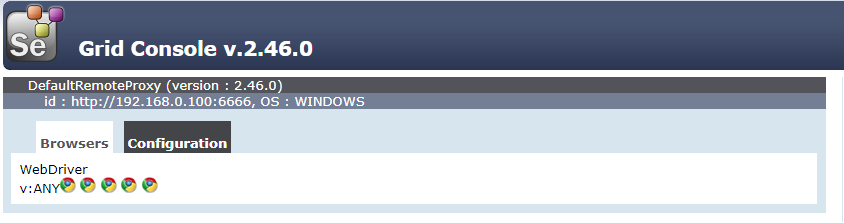 Se
Grid Console v.2.46.0
DefaultRemoteProxy (version : 2.46.0)
id : http://192.168.0.100:6666, OS : WINDOWS
Browsers Configuration
WebDriver
v:ANY